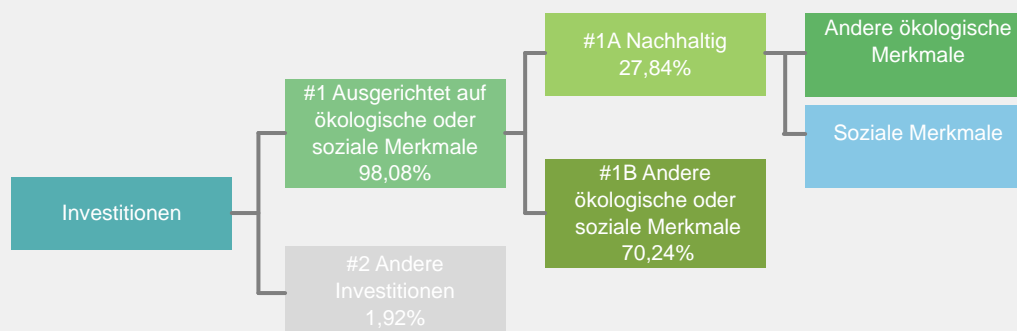 Investitionen
#1 Ausgerichtet auf
ökologische oder
soziale Merkmale
98,08%
#2 Andere
Investitionen
1,92%
#1A Nachhaltig
27,84%
#1B Andere
ökologische oder
soziale Merkmale
70,24%
Andere ökologische
Merkmale
Soziale Merkmale